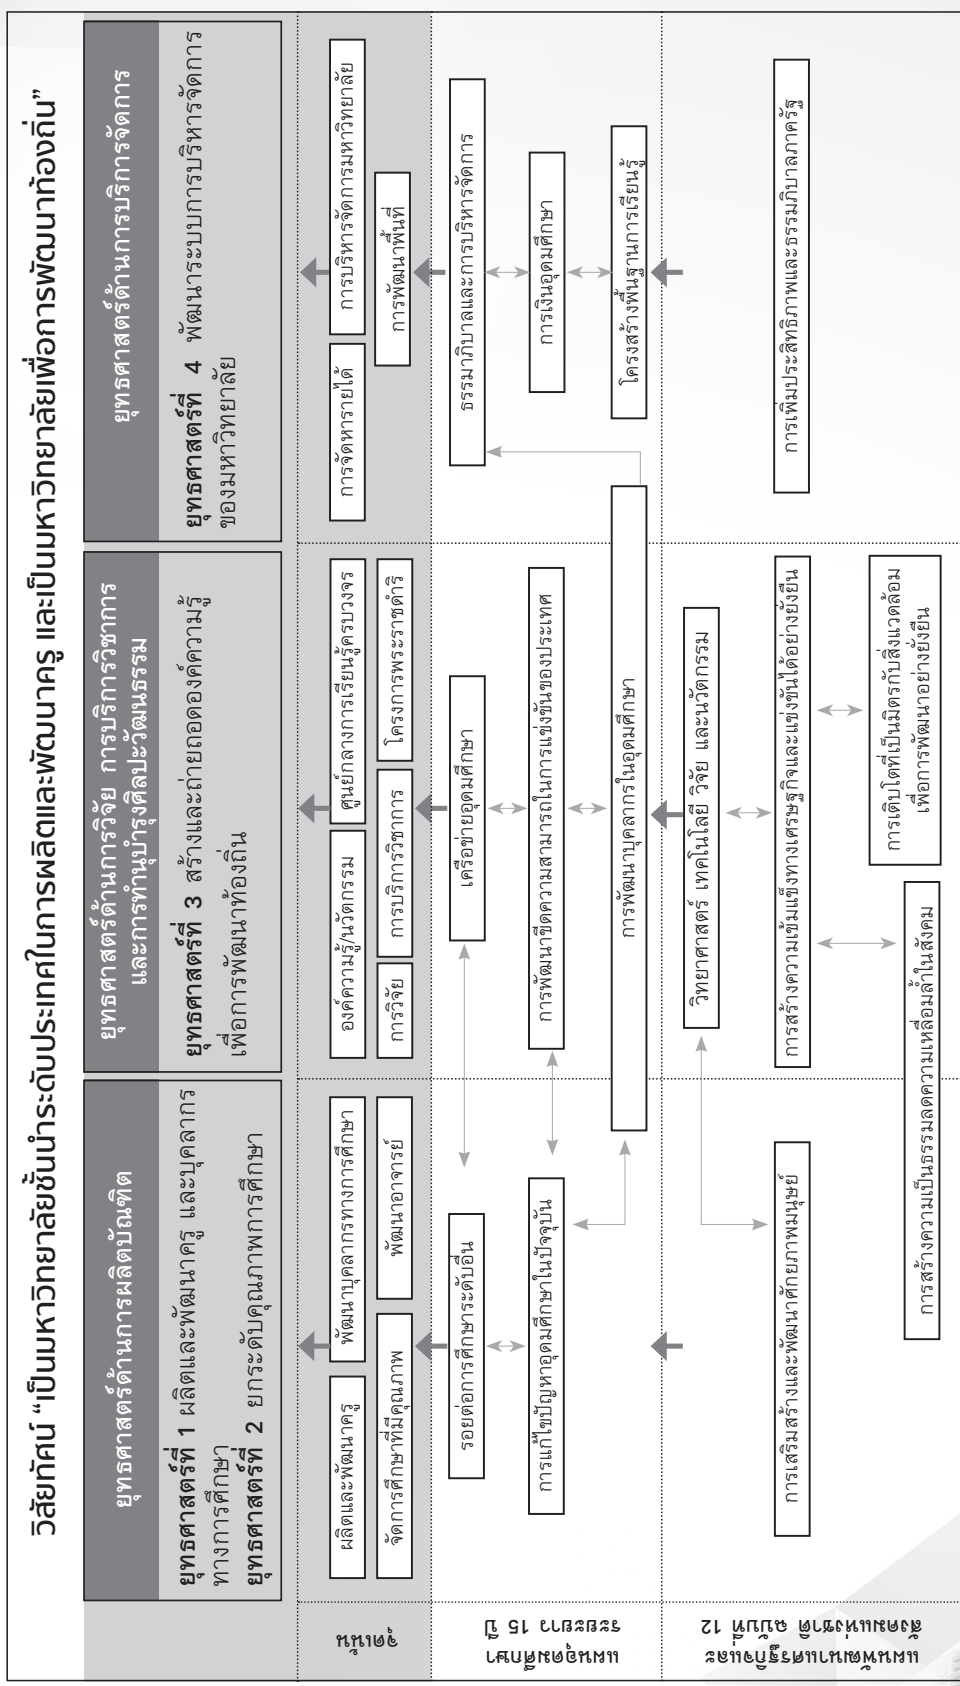 วิสัยทัศน์ “เป็นมหาวิทยาลัยชั้นนำระดับประเทศในการผลิตและพัฒนาครู และเป็นมหาวิทยาลัยเพื่อการพัฒนาท้องถิ่น”
ยุทธศาสตร์ด้านการผลิตบัณฑิต
ยุทธศาสตร์ที่ 1 ผลิตและพัฒนาครู และบุคลากร
ทางการศึกษา
ยุทธศาสตร์ที่ 2 ยกระดับคุณภาพการศึกษา
ยุทธศาสตร์ด้านการวิจัย การบริการวิชาการ
และการทำนุบำรุงศิลปะวัฒนธรรม
ยุทธศาสตร์ที่ 3 สร้างและถ่ายถอดองค์ความรู้
เพื่อการพัฒนาท้องถิ่น
ยุทธศาสตร์ด้านการบริการจัดการ
ยุทธศาสตร์ที่ 4 พัฒนาระบบการบริหารจัดการ
ของมหาวิทยาลัย
จุดเน้น
ผลิตและพัฒนาครู
พัฒนาบุคลากรทางการศึกษา
องค์ความรู้/นวัตกรรม
ศูนย์กลางการเรียนรู้ครบวงจร
การจัดหารายได้
การบริหารจัดการมหาวิทยาลัย
จัดการศึกษาที่มีคุณภาพ
พัฒนาอาจารย์
การวิจัย
การบริการวิชาการ
โครงการพระราชดำริ
การพัฒนาพื้นที่
แผนอุดมศึกษา
ระยะยาว 15 ปี
รอยต่อการศึกษาระดับอื่น
เครือข่ายอุดมศึกษา
ธรรมาภิบาลและการบริหารจัดการ
การแก้ไขปัญหาอุดมศึกษาในปัจจุบัน
การพัฒนาขีดความสามารถในการแข่งขันของประเทศ
การเงินอุดมศึกษา
การพัฒนาบุคลากรในอุดมศึกษา
โครงสร้างพื้นฐานการเรียนรู้
แผนพัฒนาเศรษฐกิจและ
สังคมแห่งชาติ ฉบับที่ 12
วิทยาศาสตร์ เทคโนโลยี วิจัย และนวัตกรรม
การเสริมสร้างและพัฒนาศักยภาพมนุษย์
การสร้างความเข้มแข็งทางเศรษฐกิจและแข่งขันได้อย่างยั่งยืน
การเพิ่มประสิทธิภาพและธรรมภิบาลภาครัฐ
การสร้างความเป็นธรรมลดความเหลื่อมล้ำในสังคม
การเติบโตที่เป็นมิตรกับสิ่งแวดล้อม
เพื่อการพัฒนาอย่างยั่งยืน